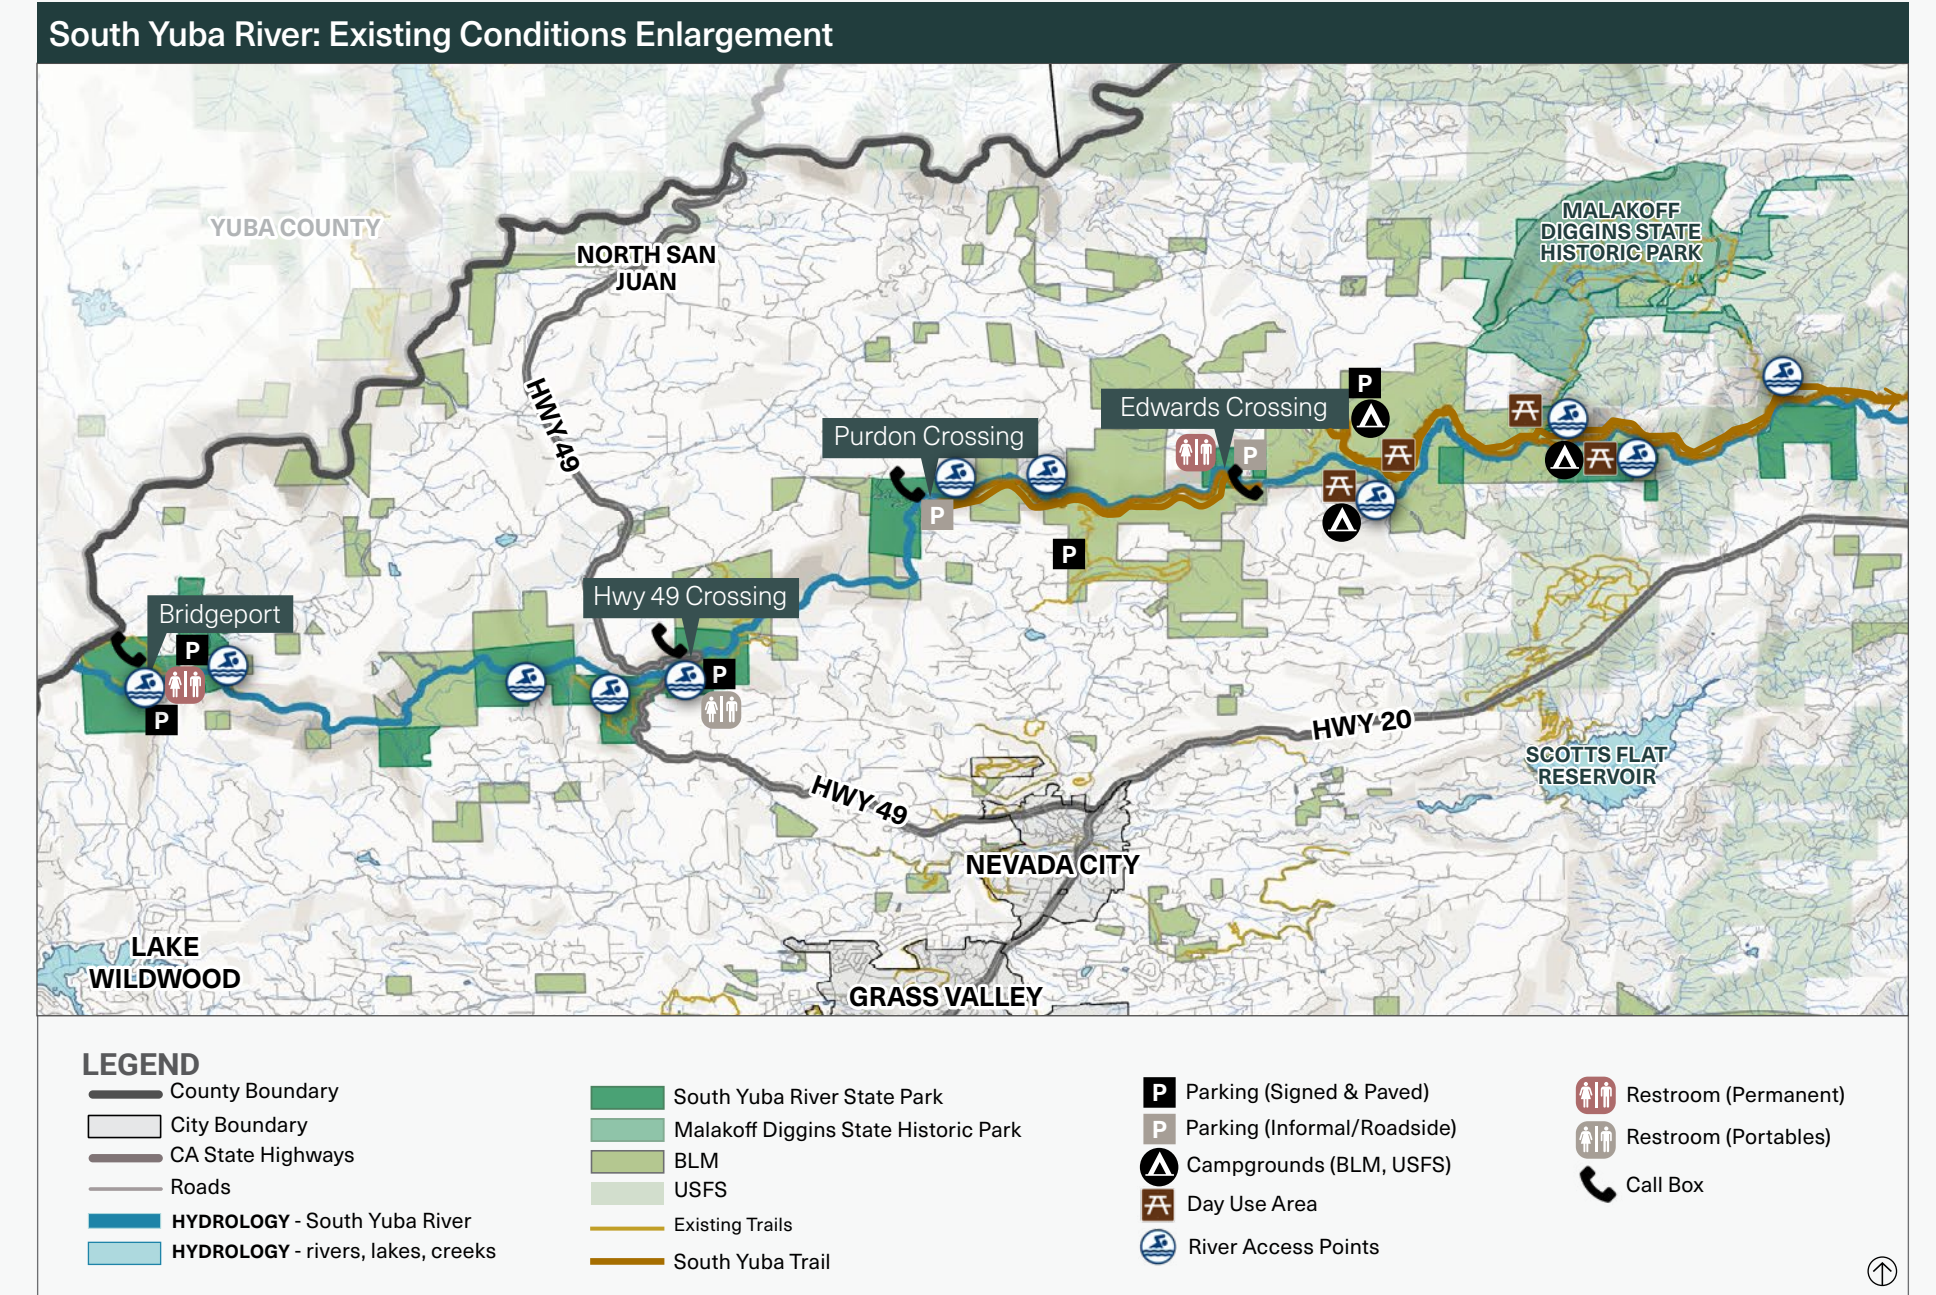 South Yuba River: Existing Conditions Enlargement
YUBA COUNTY
NORTH SAN
JUAN
MALAKOFF
DIGGINS STATE
HISTORIC PARK
HWY 49
Purdon Crossing
Edwards Crossing
P
P
P
P
Bridgeport
Hwy 49 Crossing
P
P
P
HWY 20
SCOTTS FLAT
RESERVOIR
HWY 49
NEVADA CITY
LAKE
WILDWOOD
GRASS VALLEY
LEGEND
County Boundary
City Boundary
CA State Highways
Roads
HYDROLOGY - South Yuba River
HYDROLOGY - rivers, lakes, creeks
South Yuba River State Park
Malakoff Diggins State Historic Park
BLM
USFS
Existing Trails
South Yuba Trail
P Parking (Signed & Paved)
P Parking (Informal/Roadside)
Campgrounds (BLM, USFS)
Day Use Area
River Access Points
Restroom (Permanent)
Restroom (Portables)
Call Box